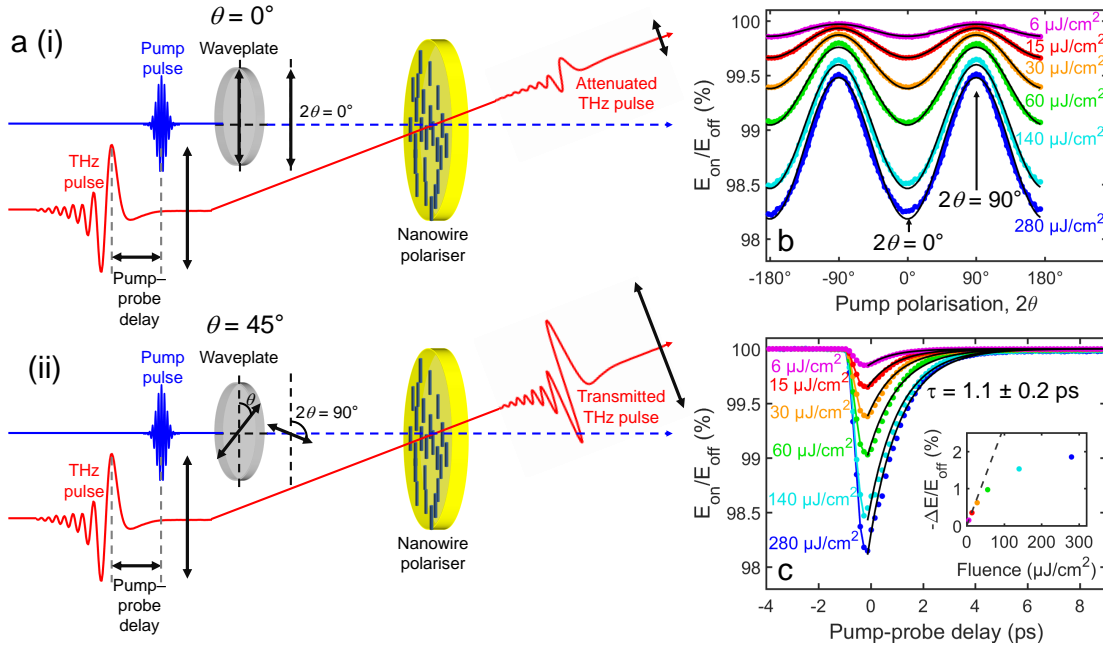 a (i)
θ = 0°
Pump
pulse
Waveplate
2θ = 0°
THz
pulse
Attenuated
THz pulse
Nanowire
polariser
Pump–
probe
delay
(ii)
θ = 45°
Pump
pulse
Waveplate
θ
2θ = 90°
THz
pulse
Transmitted
THz pulse
Nanowire
polariser
Pump–
probe
delay
b
E_on/E_off (%)
100
99.5
99
98.5
98
6 µJ/cm²
15 µJ/cm²
30 µJ/cm²
60 µJ/cm²
140 µJ/cm²
280 µJ/cm²
2θ = 90°
2θ = 0°
-180°
-90°
0°
90°
180°
Pump polarisation, 2θ
c
E_on/E_off (%)
100
99.5
99
98.5
98
6 µJ/cm²
15 µJ/cm²
30 µJ/cm²
60 µJ/cm²
140 µJ/cm²
280 µJ/cm²
τ = 1.1 ± 0.2 ps
-ΔE/E_off (%)
2
1
0
0
100
200
300
Fluence (µJ/cm²)
-4
-2
0
2
4
6
8
Pump-probe delay (ps)